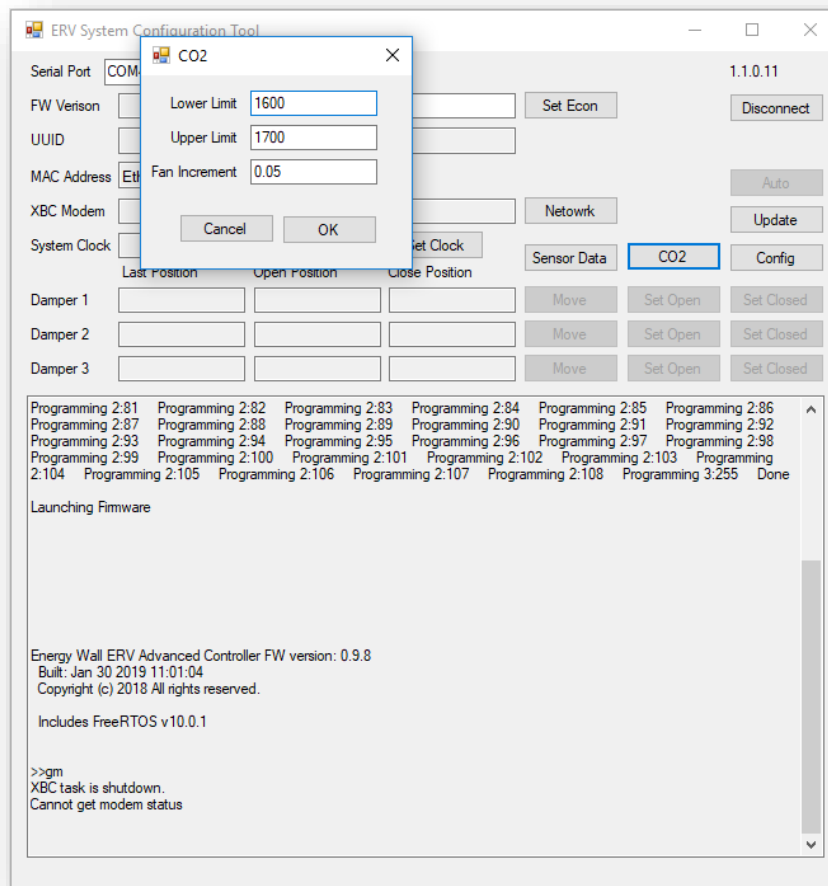 ERV System Configuration Tool
CO2
Serial Port COM 1.1.0.11
Lower Limit 1600
FW Verison Set Econ Disconnect
Upper Limit 1700
UUID
Fan Increment 0.05
MAC Address Eth Auto
XBC Modem Netowrk Update
Cancel OK
System Clock Set Clock Sensor Data CO2 Config
Last Position Open Position Close Position
Damper 1 Move Set Open Set Closed
Damper 2 Move Set Open Set Closed
Damper 3 Move Set Open Set Closed
Programming 2:81 Programming 2:82 Programming 2:83 Programming 2:84 Programming 2:85 Programming 2:86
Programming 2:87 Programming 2:88 Programming 2:89 Programming 2:90 Programming 2:91 Programming 2:92
Programming 2:93 Programming 2:94 Programming 2:95 Programming 2:96 Programming 2:97 Programming 2:98
Programming 2:99 Programming 2:100 Programming 2:101 Programming 2:102 Programming 2:103 Programming
2:104 Programming 2:105 Programming 2:106 Programming 2:107 Programming 2:108 Programming 3:255 Done
Launching Firmware
Energy Wall ERV Advanced Controller FW version: 0.9.8
Built: Jan 30 2019 11:01:04
Copyright (c) 2018 All rights reserved.
Includes FreeRTOS v10.0.1
>>gm
XBC task is shutdown.
Cannot get modem status